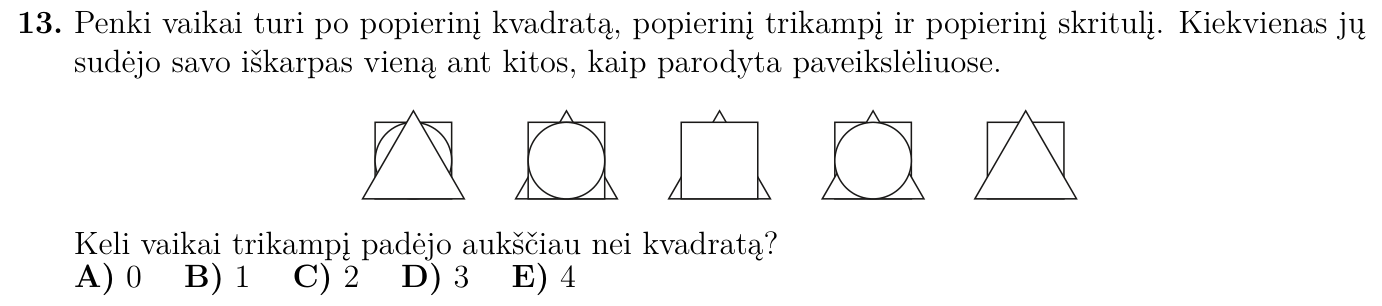 13. Penki vaikai turi po popierinį kvadratą, popierinį trikampį ir popierinį skritulį. Kiekvienas jų
sudėjo savo iškarpas vieną ant kitos, kaip parodyta paveikslėliuose.
Keli vaikai trikampį padėjo aukščiau nei kvadratą?
A) 0 B) 1 C) 2 D) 3 E) 4